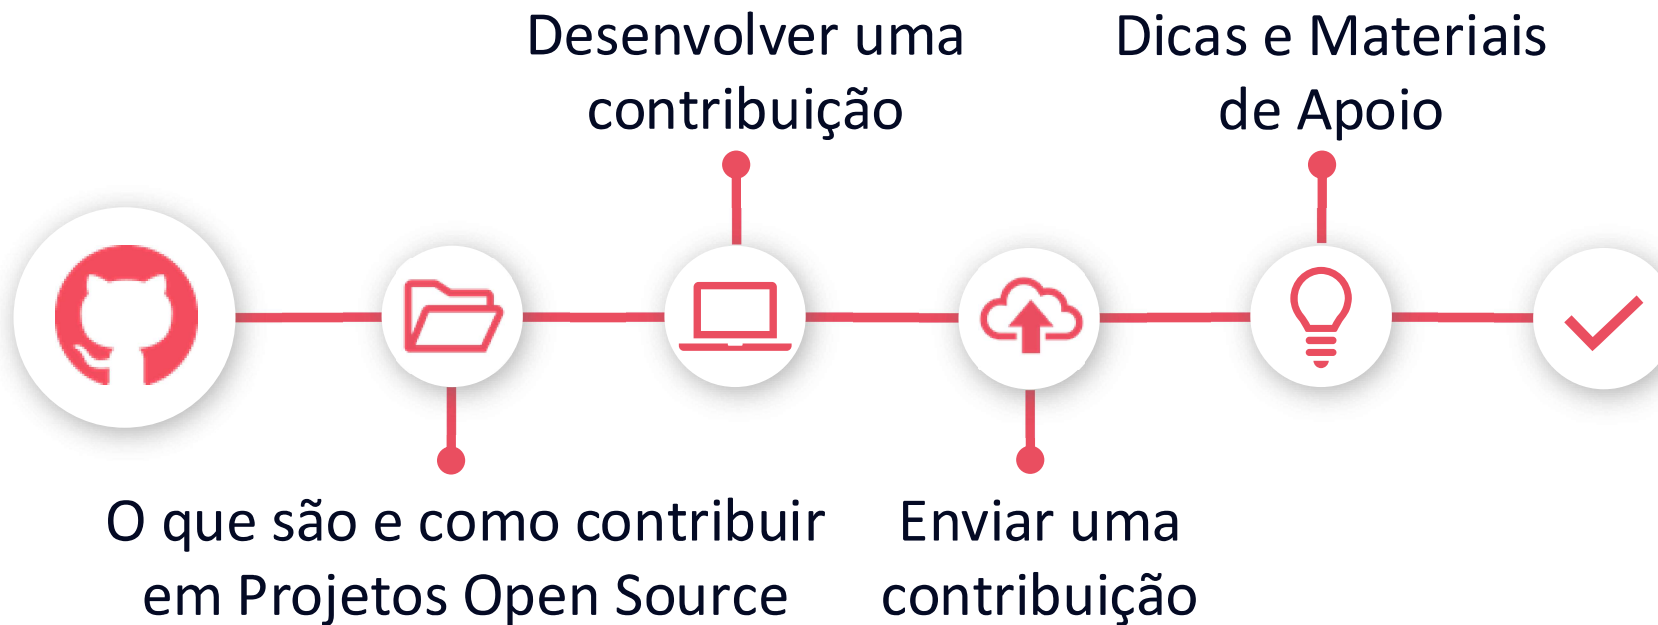 Desenvolver uma
contribuição
Dicas e Materiais
de Apoio
O que são e como contribuir
em Projetos Open Source
Enviar uma
contribuição